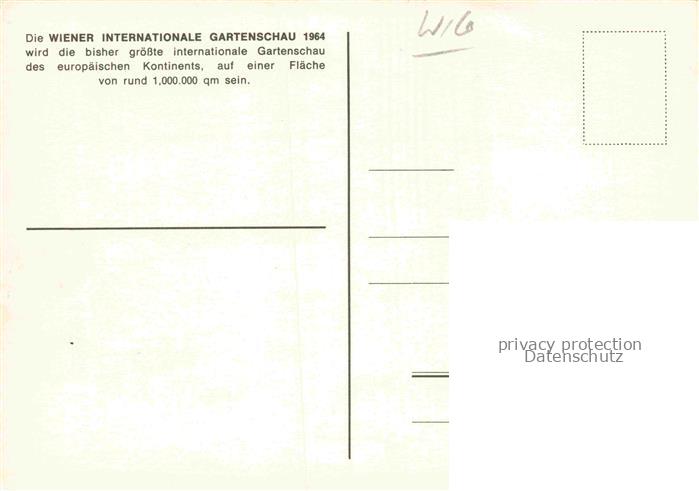 Die WIENER INTERNATIONALE GARTENSCHAU 1964
wird die bisher größte internationale Gartenschau
des europäischen Kontinents, auf einer Fläche
von rund 1,000.000 qm sein.
WIG
privacy protection
Datenschutz